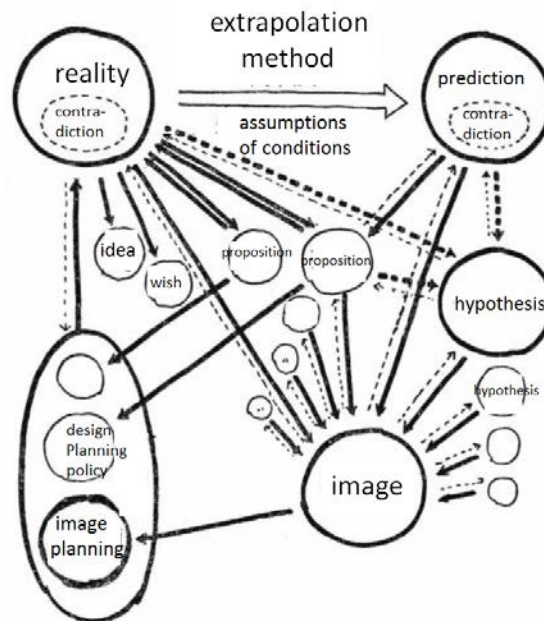 extrapolation
method
reality
prediction
contra-
diction
contra-
diction
assumptions
of conditions
idea
wish
proposition
proposition
hypothesis
hypothesis
design
Planning
policy
image
image
planning